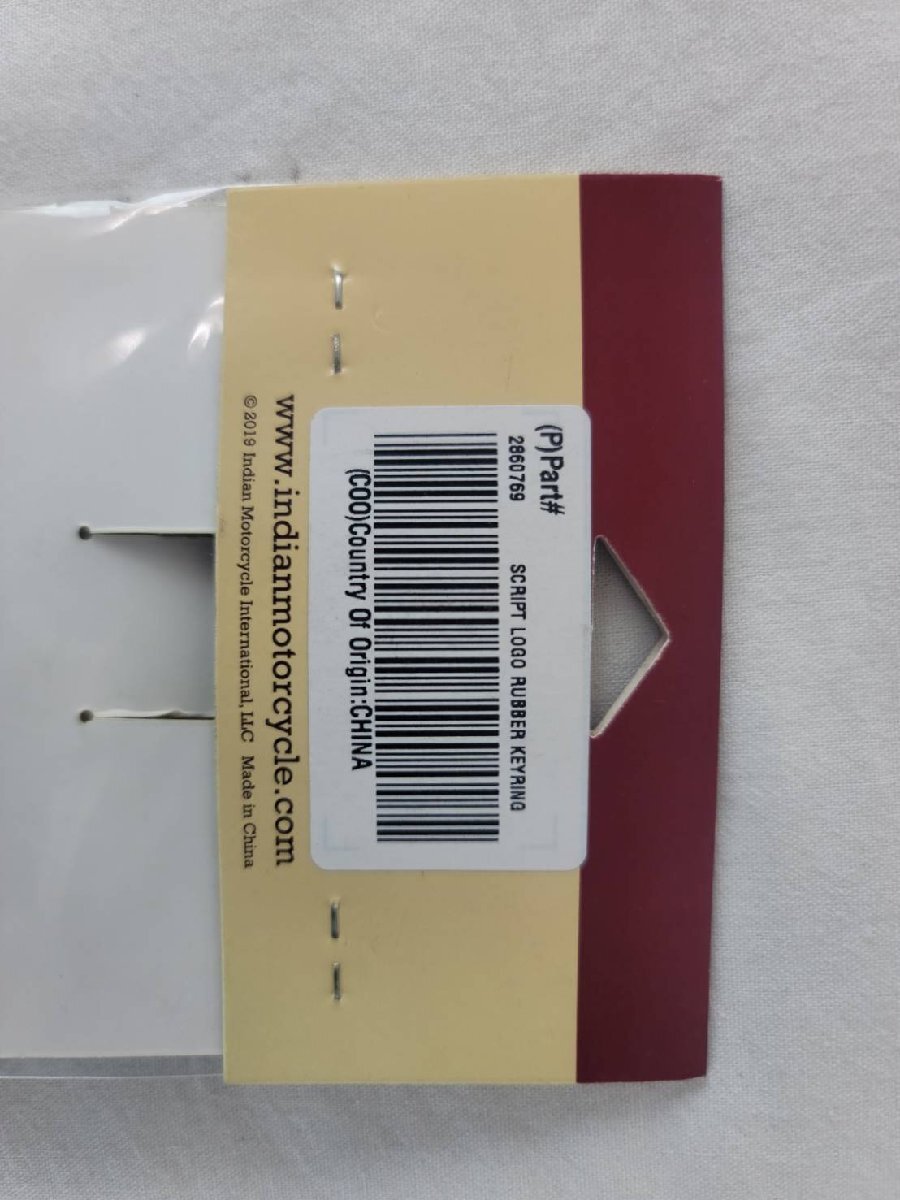 (P)Part#
2860769 SCRIPT LOGO RUBBER KEYRING
(COO)Country Of Origin:CHINA
www.indianmotorcycle.com
© 2019 Indian Motorcycle International, LLC Made in China